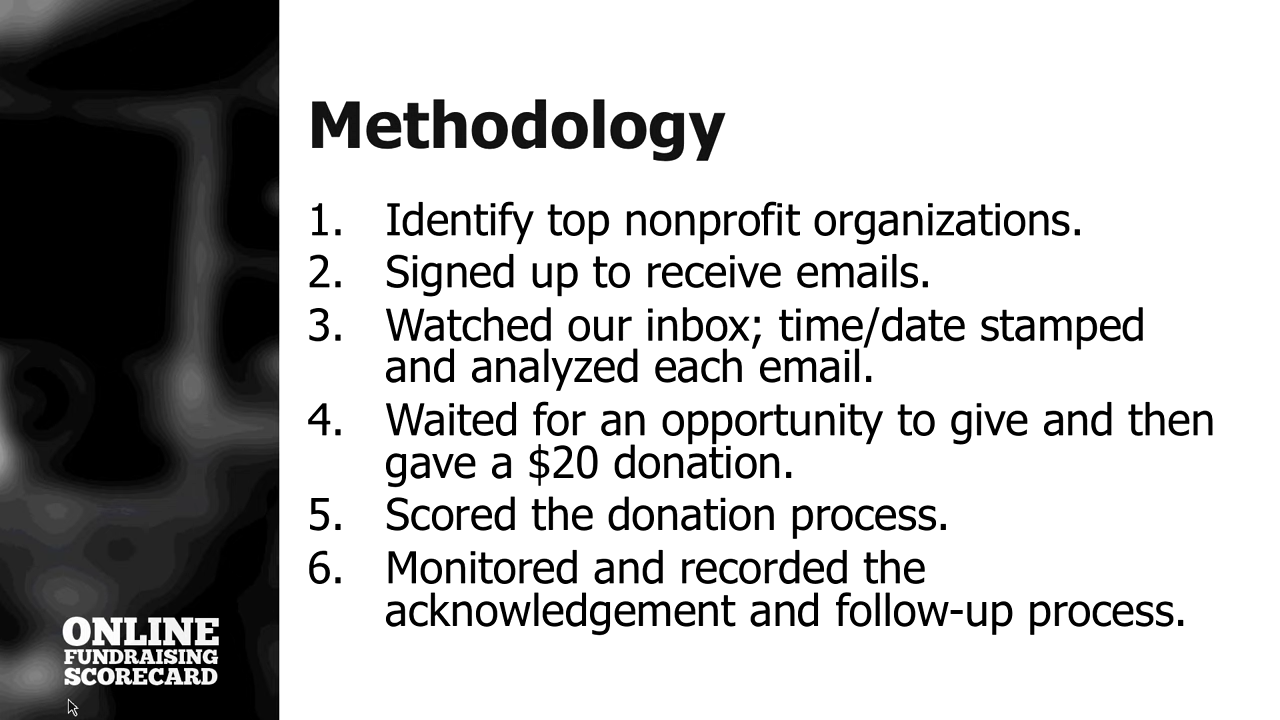 Methodology
1. Identify top nonprofit organizations.
2. Signed up to receive emails.
3. Watched our inbox; time/date stamped
and analyzed each email.
4. Waited for an opportunity to give and then
gave a $20 donation.
5. Scored the donation process.
6. Monitored and recorded the
acknowledgement and follow-up process.
ONLINE
FUNDRAISING
SCORECARD